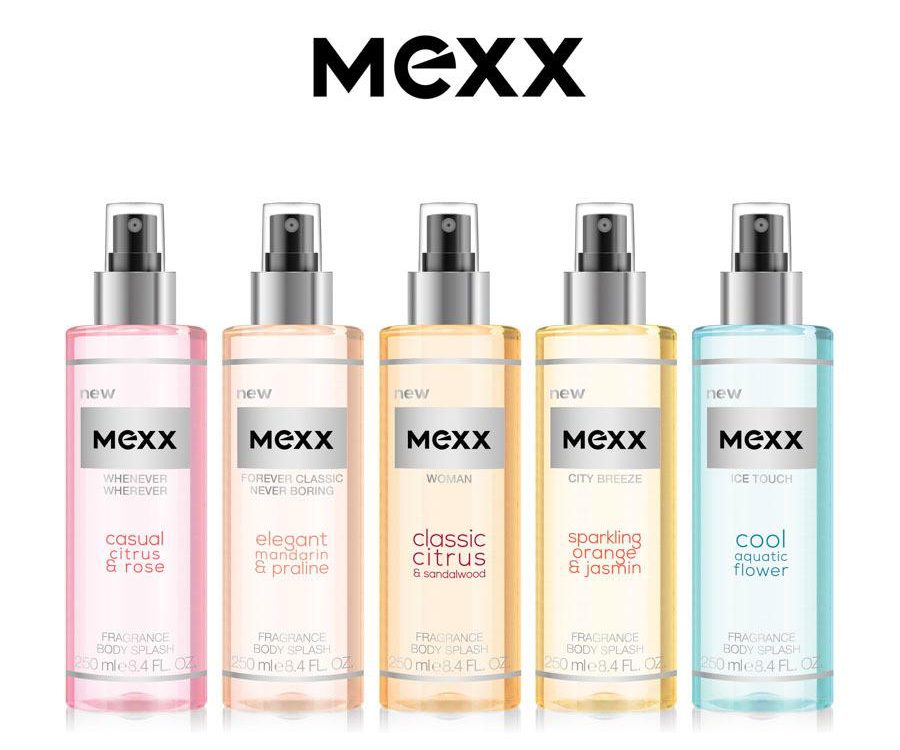 Mexx
new
Mexx
WHENEVER
WHEREVER
casual
citrus
& rose
FRAGRANCE
BODY SPLASH
250 ml e 8.4 FL. OZ.
new
Mexx
FOREVER CLASSIC
NEVER BORING
elegant
mandarin
& praline
FRAGRANCE
BODY SPLASH
250 ml e 8.4 FL. OZ.
new
Mexx
WOMAN
classic
citrus
& sandalwood
FRAGRANCE
BODY SPLASH
250 ml e 8.4 FL. OZ.
new
Mexx
CITY BREEZE
sparkling
orange
& jasmin
FRAGRANCE
BODY SPLASH
250 ml e 8.4 FL. OZ.
new
Mexx
ICE TOUCH
cool
aquatic
flower
FRAGRANCE
BODY SPLASH
250 ml e 8.4 FL. OZ.